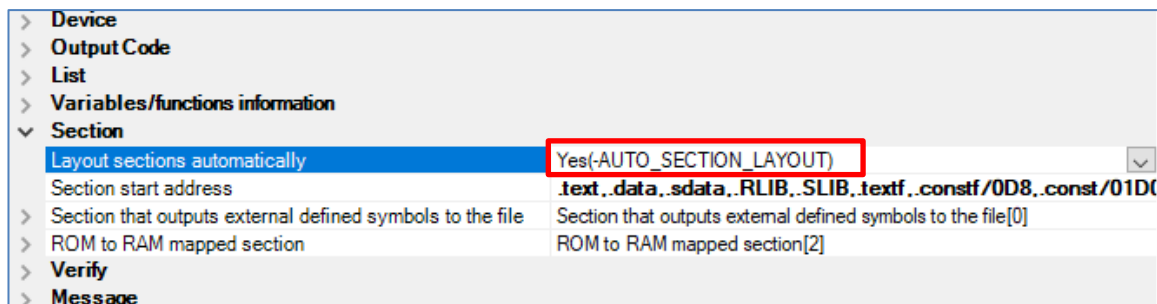 Device
Output Code
List
Variables/functions information
Section
Layout sections automatically Yes(-AUTO_SECTION_LAYOUT)
Section start address .text,.data,.sdata,.RLIB,.SLIB,.textf,.constf/0D8,.const/01D0
Section that outputs external defined symbols to the file Section that outputs external defined symbols to the file[0]
ROM to RAM mapped section ROM to RAM mapped section[2]
Verify
Message